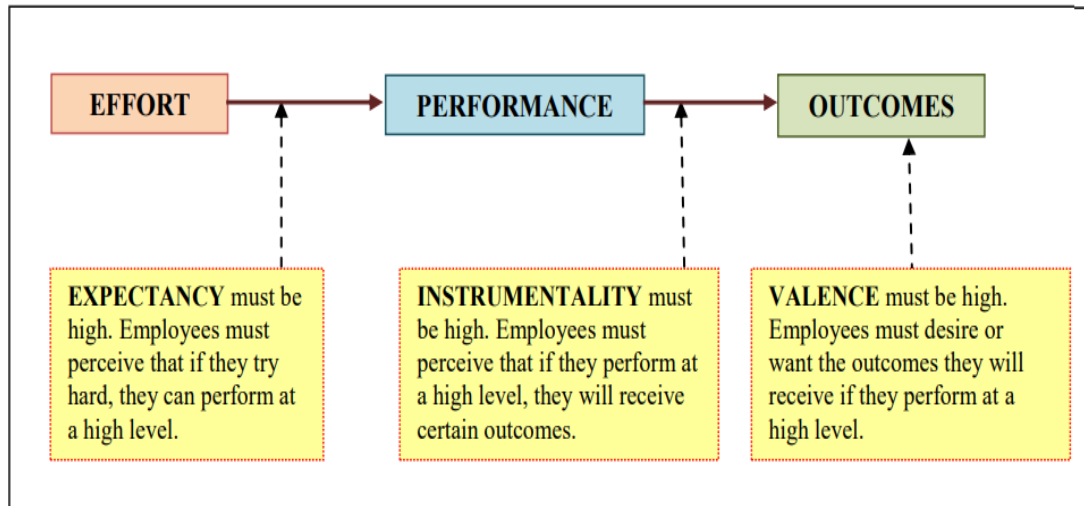 EFFORT
PERFORMANCE
OUTCOMES
EXPECTANCY must be
high. Employees must
perceive that if they try
hard, they can perform at
a high level.
INSTRUMENTALITY must
be high. Employees must
perceive that if they perform at
a high level, they will receive
certain outcomes.
VALENCE must be high.
Employees must desire or
want the outcomes they will
receive if they perform at a
high level.